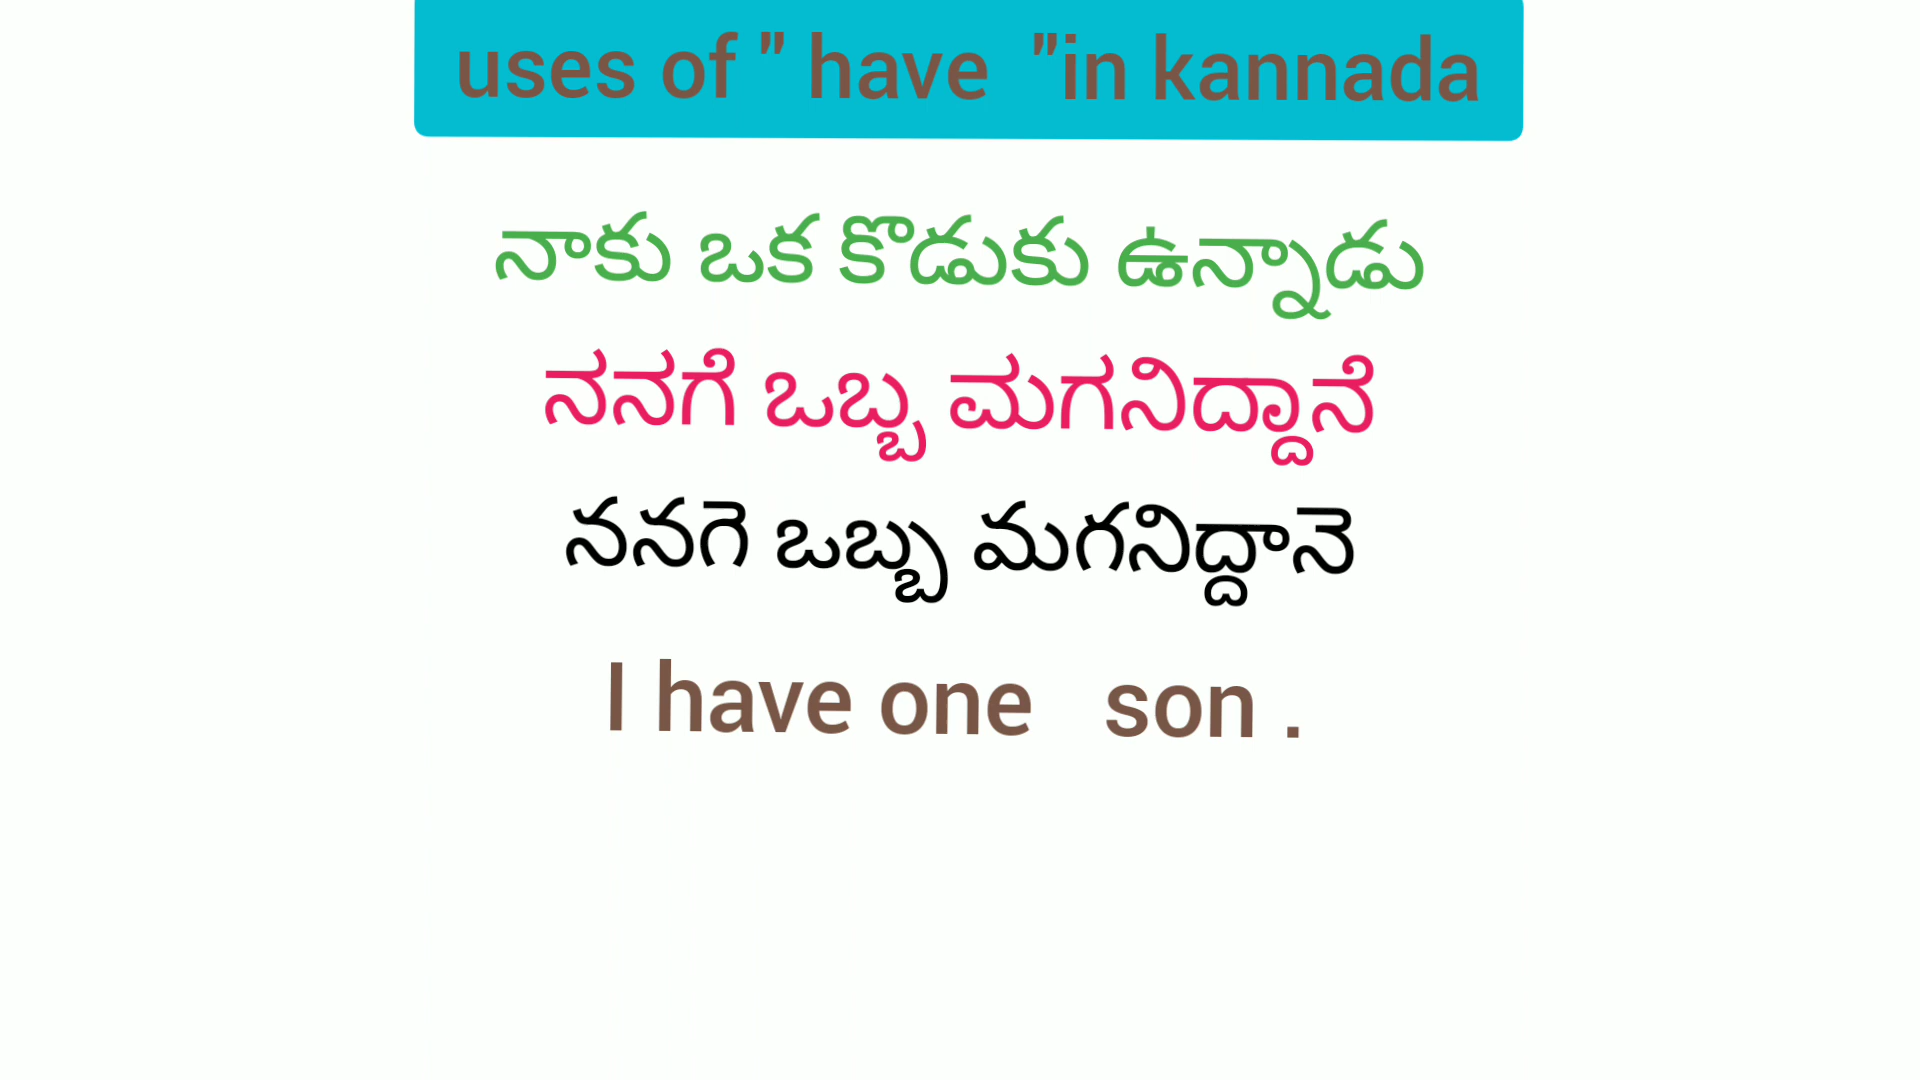 uses of " have "in kannada
నాకు ఒక కొడుకు ఉన్నాడు
ನನಗೆ ಒಬ್ಬ ಮಗನಿದ್ದಾನೆ
ననగె ఒబ్బ మగనిద్దానె
I have one son .